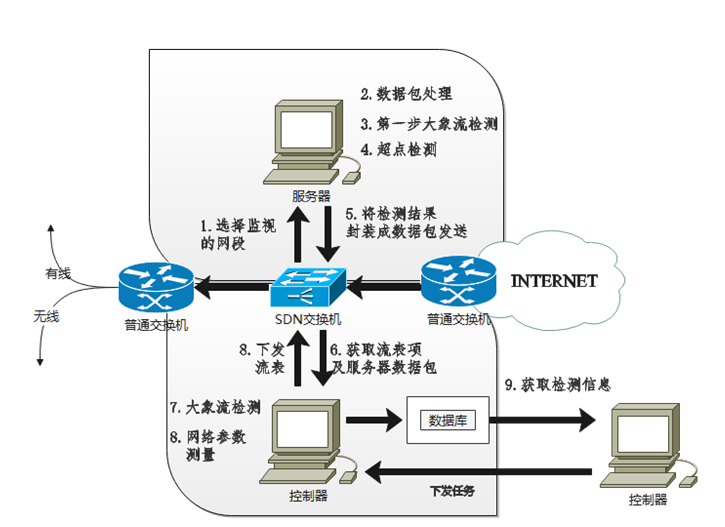 2. 数据包处理
3. 第一步大象流检测
4. 超点检测
服务器
1. 选择监视
的网段
5. 将检测结果
封装成数据包发送
有线
无线
普通交换机
SDN交换机
普通交换机
INTERNET
8. 下发
流表
6. 获取流表项
及服务器数据包
7. 大象流检测
8. 网络参数
测量
数据库
9. 获取检测信息
控制器
下发任务
控制器